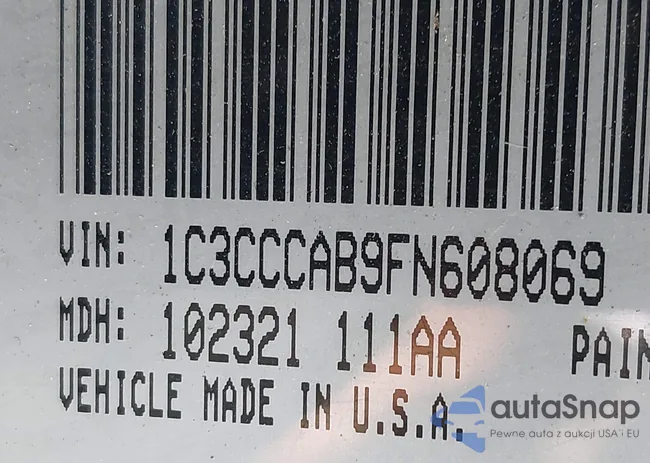 VIN: 1C3CCCAB9FN608069
MDH: 102321 111AA PAIN
VEHICLE MADE IN U.S.A.
autaSnap
Pewne auta z aukcji USA i EU